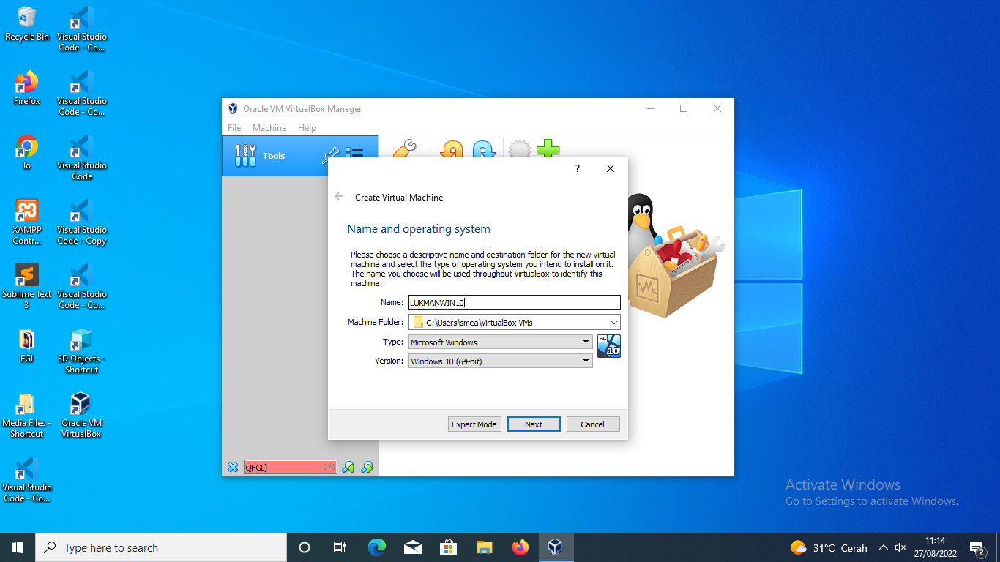 Recycle Bin
Visual Studio
Code - Co...
Firefox
Visual Studio
Code - Co...
Io
Visual Studio
Code
XAMPP
Contr...
Visual Studio
Code - Copy
Sublime Text
3
Visual Studio
Code - Co...
EGI
3D Objects -
Shortcut
Media Files -
Shortcut
Oracle VM
VirtualBox
Visual Studio
Code - Co...
Oracle VM VirtualBox Manager
File Machine Help
Tools
?
Create Virtual Machine
Name and operating system
Please choose a descriptive name and destination folder for the new virtual
machine and select the type of operating system you intend to install on it.
The name you choose will be used throughout VirtualBox to identify this
machine.
Name: LUKMANWIN10
Machine Folder: C:\Users\smea\VirtualBox VMs
Type: Microsoft Windows
64
10
Version: Windows 10 (64-bit)
Expert Mode Next Cancel
QFGL] 0/0
Activate Windows
Go to Settings to activate Windows.
Type here to search
31°C Cerah
11:14
27/08/2022
2